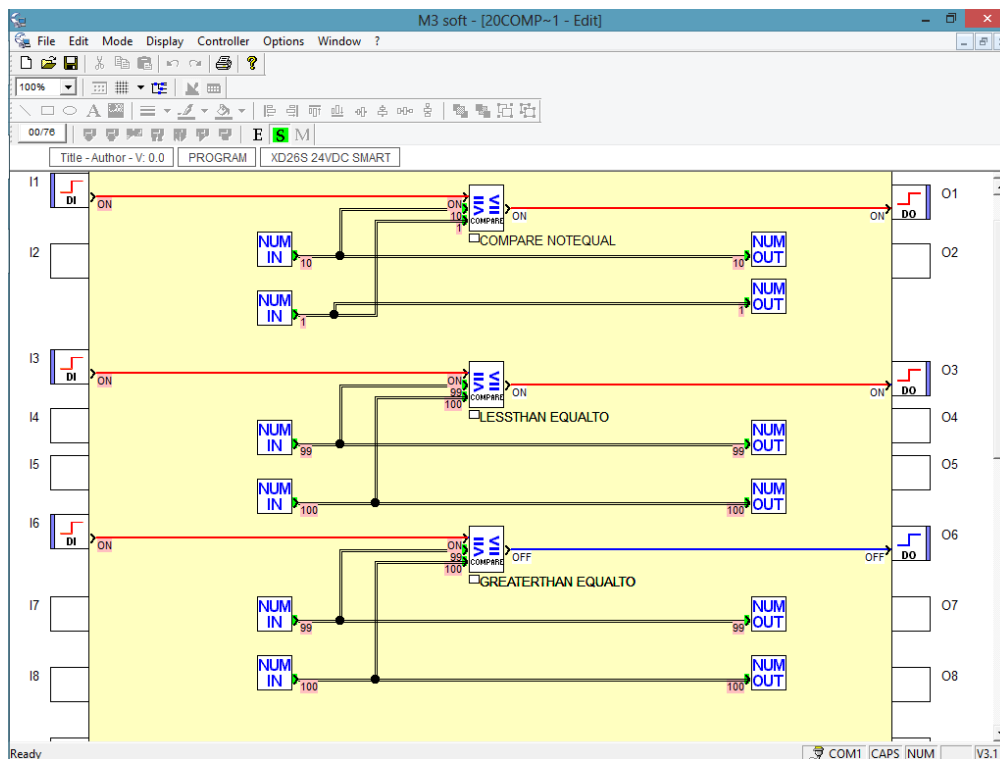 M3 soft - [20COMP~1 - Edit]
File Edit Mode Display Controller Options Window ?
100%
A
00/76 E S M
Title - Author - V: 0.0 PROGRAM XD26S 24VDC SMART
I1 DI ON ON 10 1 COMPARE ON ON DO O1
COMPARE NOTEQUAL
I2 NUM IN 10 10 NUM OUT O2
NUM IN 1 1 NUM OUT
I3 DI ON ON 99 100 COMPARE ON ON DO O3
LESSTHAN EQUALTO
I4 NUM IN 99 99 NUM OUT O4
I5 O5
NUM IN 100 100 NUM OUT
I6 DI ON ON 99 100 COMPARE OFF OFF DO O6
GREATERTHAN EQUALTO
I7 NUM IN 99 99 NUM OUT O7
I8 NUM IN 100 100 NUM OUT O8
Ready COM1 CAPS NUM V3.1